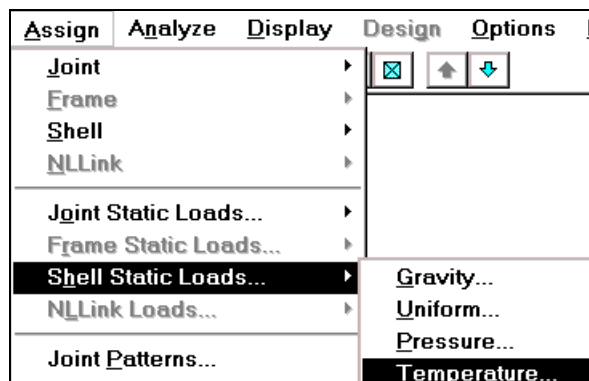 Assign Analyze Display Design Options
Joint
Frame
Shell
NLLink
Joint Static Loads...
Frame Static Loads...
Shell Static Loads...
NLLink Loads...
Joint Patterns...
Gravity...
Uniform...
Pressure...
Temperature...